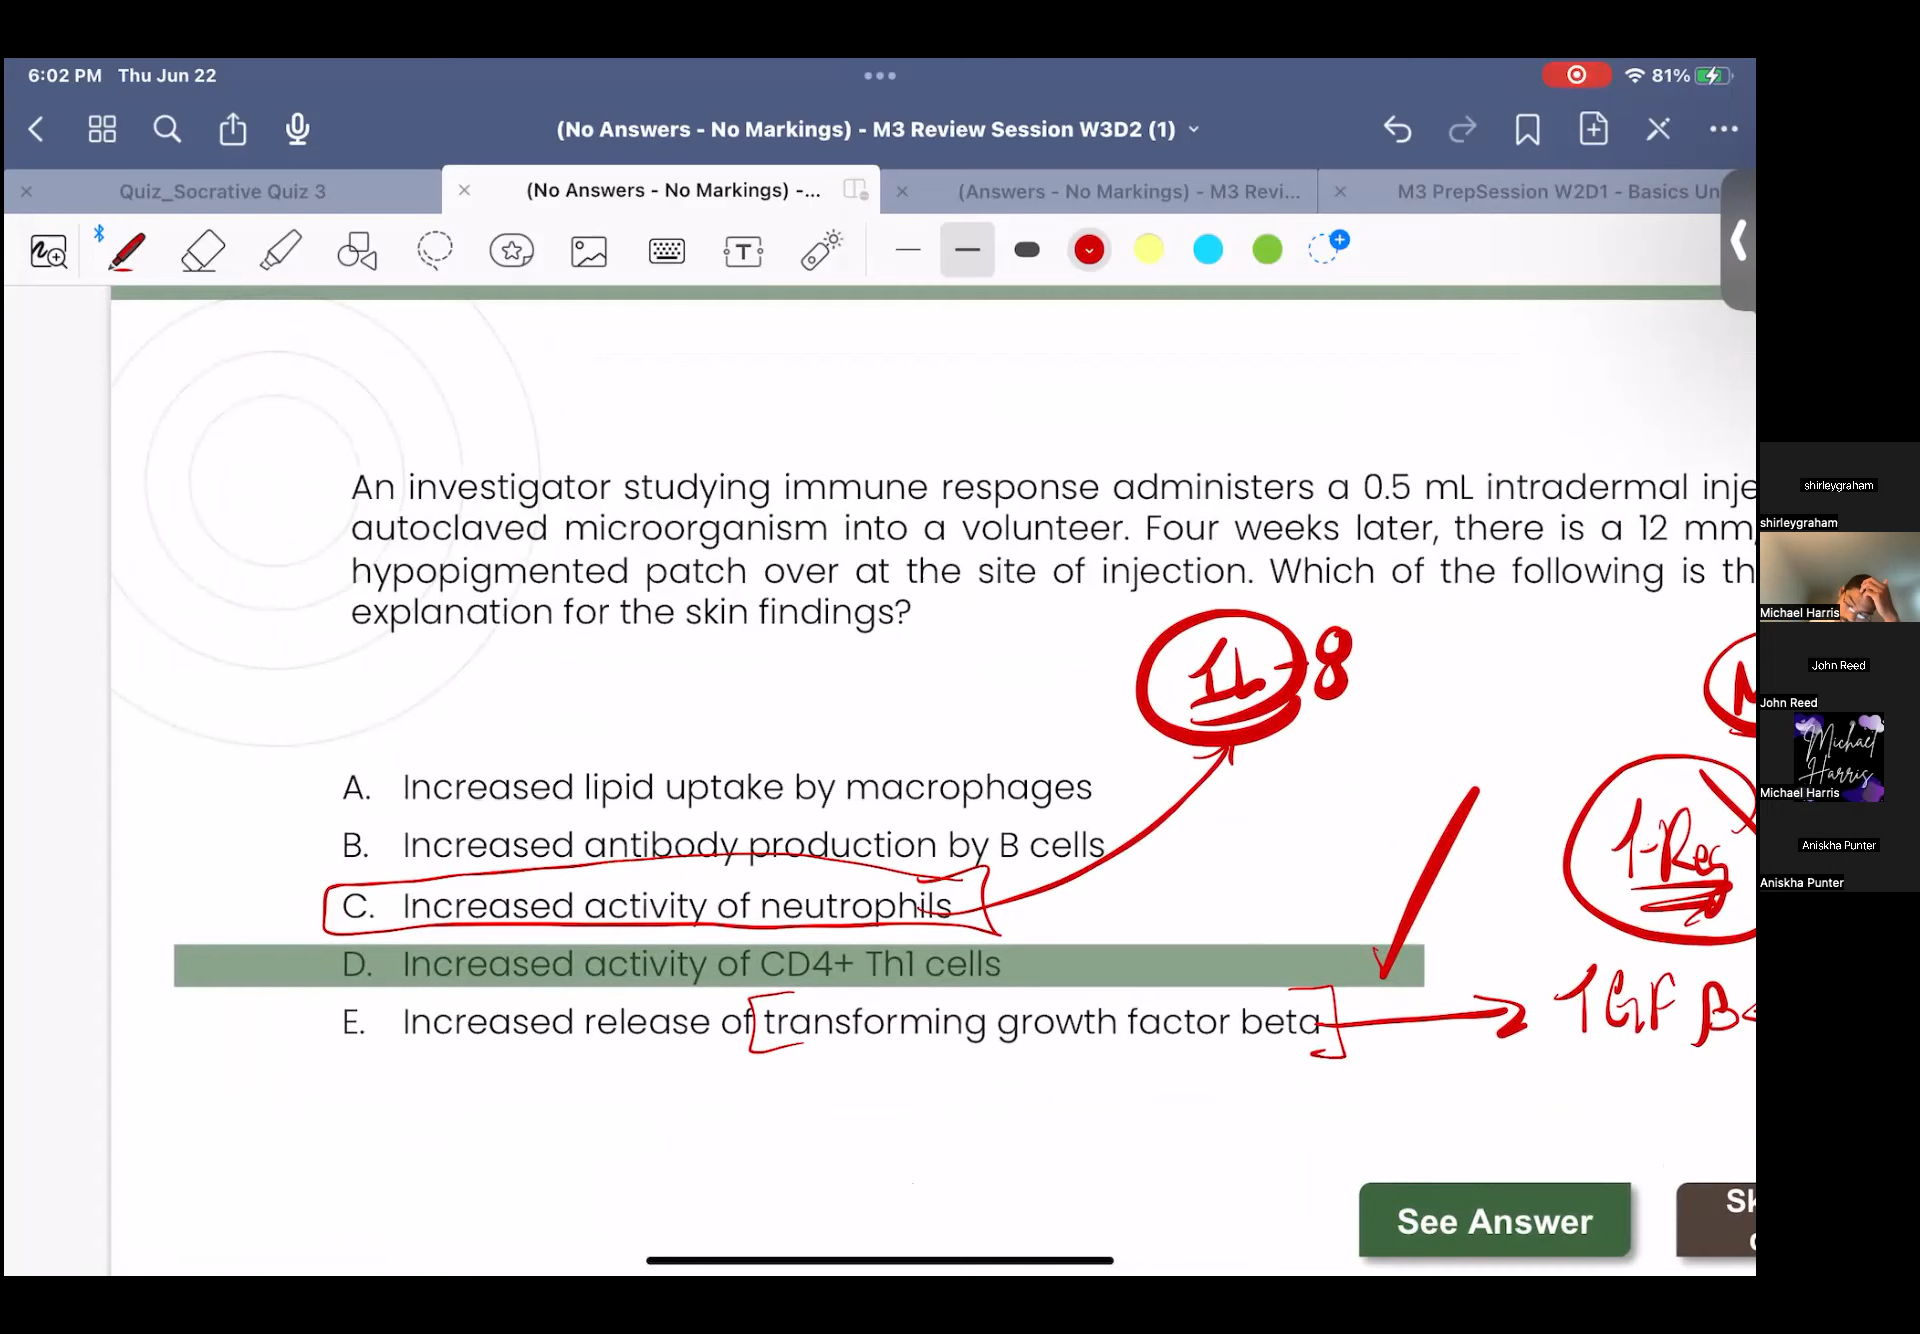 6:02 PM Thu Jun 22
81%
(No Answers - No Markings) - M3 Review Session W3D2 (1)
Quiz_Socrative Quiz 3
(No Answers - No Markings) -...
(Answers - No Markings) - M3 Revi...
M3 PrepSession W2D1 - Basics Un
T
An investigator studying immune response administers a 0.5 mL intradermal inje
autoclaved microorganism into a volunteer. Four weeks later, there is a 12 mm,
hypopigmented patch over at the site of injection. Which of the following is th
explanation for the skin findings?
IL-8
A. Increased lipid uptake by macrophages
B. Increased antibody production by B cells
C. Increased activity of neutrophils
D. Increased activity of CD4+ Th1 cells
E. Increased release of [transforming growth factor beta]
T-Reg
TGF B
See Answer
shirleygraham
shirleygraham
Michael Harris
John Reed
John Reed
Michael
Harris
Michael Harris
Aniskha Punter
Aniskha Punter